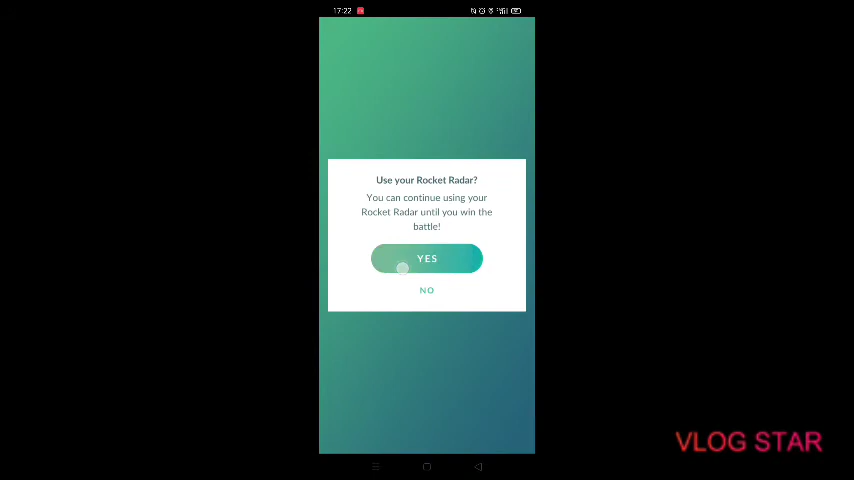 17:22
Use your Rocket Radar?
You can continue using your
Rocket Radar until you win the
battle!
YES
NO
VLOG STAR